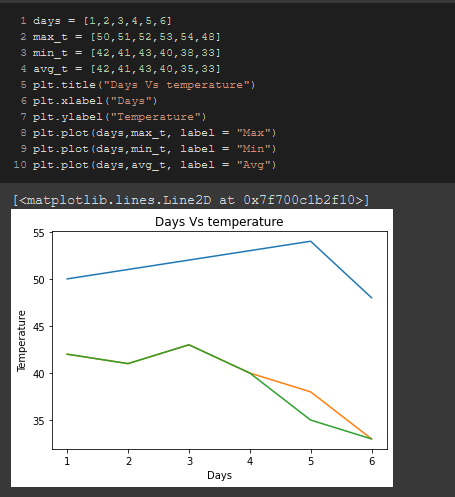 1 days = [1,2,3,4,5,6]
2 max_t = [50,51,52,53,54,48]
3 min_t = [42,41,43,40,38,33]
4 avg_t = [42,41,43,40,35,33]
5 plt.title("Days Vs temperature")
6 plt.xlabel("Days")
7 plt.ylabel("Temperature")
8 plt.plot(days,max_t, label = "Max")
9 plt.plot(days,min_t, label = "Min")
10 plt.plot(days,avg_t, label = "Avg")
[<matplotlib.lines.Line2D at 0x7f700c1b2f10>]
Days Vs temperature
55
50
45
40
35
Temperature
1 2 3 4 5 6
Days